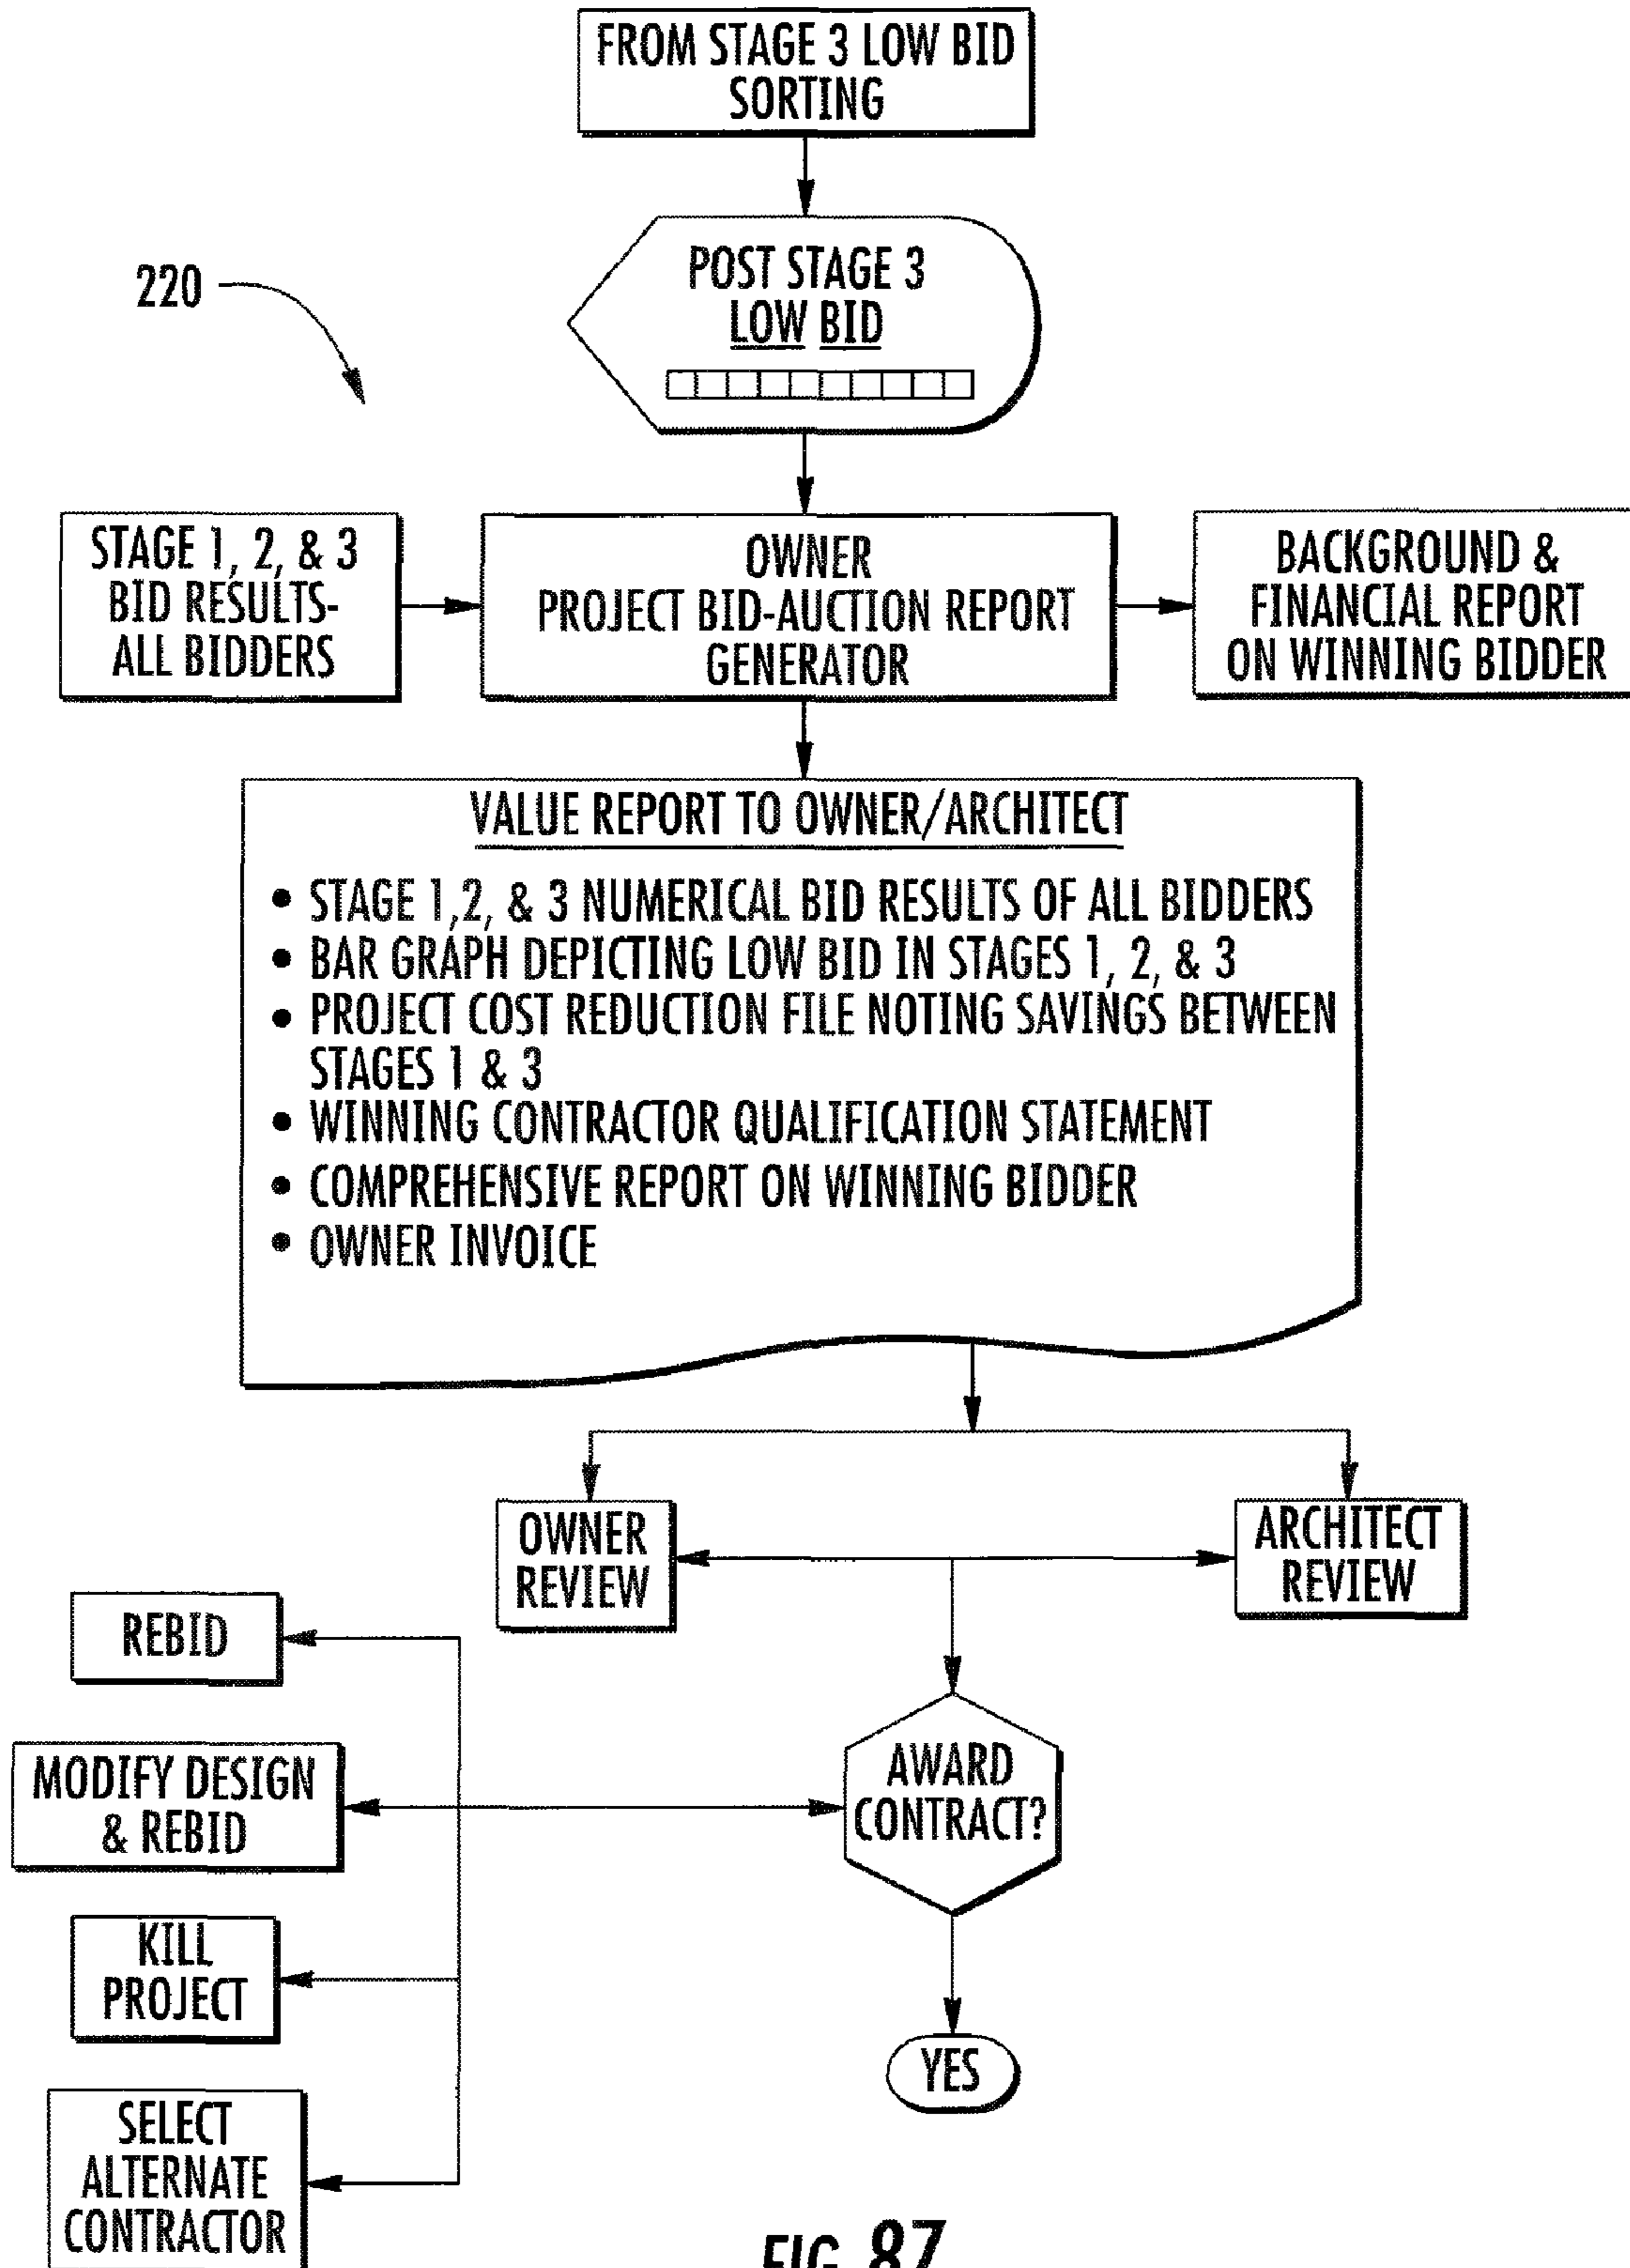 FROM STAGE 3 LOW BID
SORTING
POST STAGE 3
LOW BID
220
STAGE 1, 2, & 3
BID RESULTS-
ALL BIDDERS
OWNER
PROJECT BID-AUCTION REPORT
GENERATOR
BACKGROUND &
FINANCIAL REPORT
ON WINNING BIDDER
VALUE REPORT TO OWNER/ARCHITECT
• STAGE 1,2, & 3 NUMERICAL BID RESULTS OF ALL BIDDERS
• BAR GRAPH DEPICTING LOW BID IN STAGES 1, 2, & 3
• PROJECT COST REDUCTION FILE NOTING SAVINGS BETWEEN
STAGES 1 & 3
• WINNING CONTRACTOR QUALIFICATION STATEMENT
• COMPREHENSIVE REPORT ON WINNING BIDDER
• OWNER INVOICE
OWNER
REVIEW
ARCHITECT
REVIEW
REBID
MODIFY DESIGN
& REBID
AWARD
CONTRACT?
KILL
PROJECT
YES
SELECT
ALTERNATE
CONTRACTOR
FIG. 87